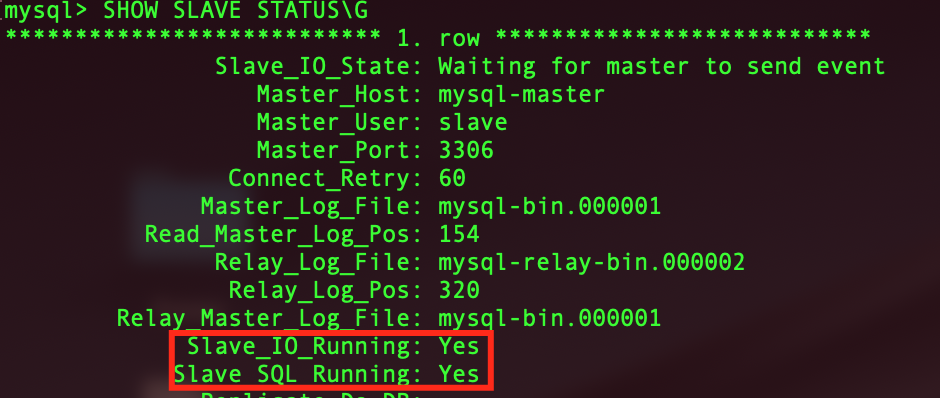 mysql> SHOW SLAVE STATUS\G
*************************** 1. row ***************************
Slave_IO_State: Waiting for master to send event
Master_Host: mysql-master
Master_User: slave
Master_Port: 3306
Connect_Retry: 60
Master_Log_File: mysql-bin.000001
Read_Master_Log_Pos: 154
Relay_Log_File: mysql-relay-bin.000002
Relay_Log_Pos: 320
Relay_Master_Log_File: mysql-bin.000001
Slave_IO_Running: Yes
Slave_SQL_Running: Yes